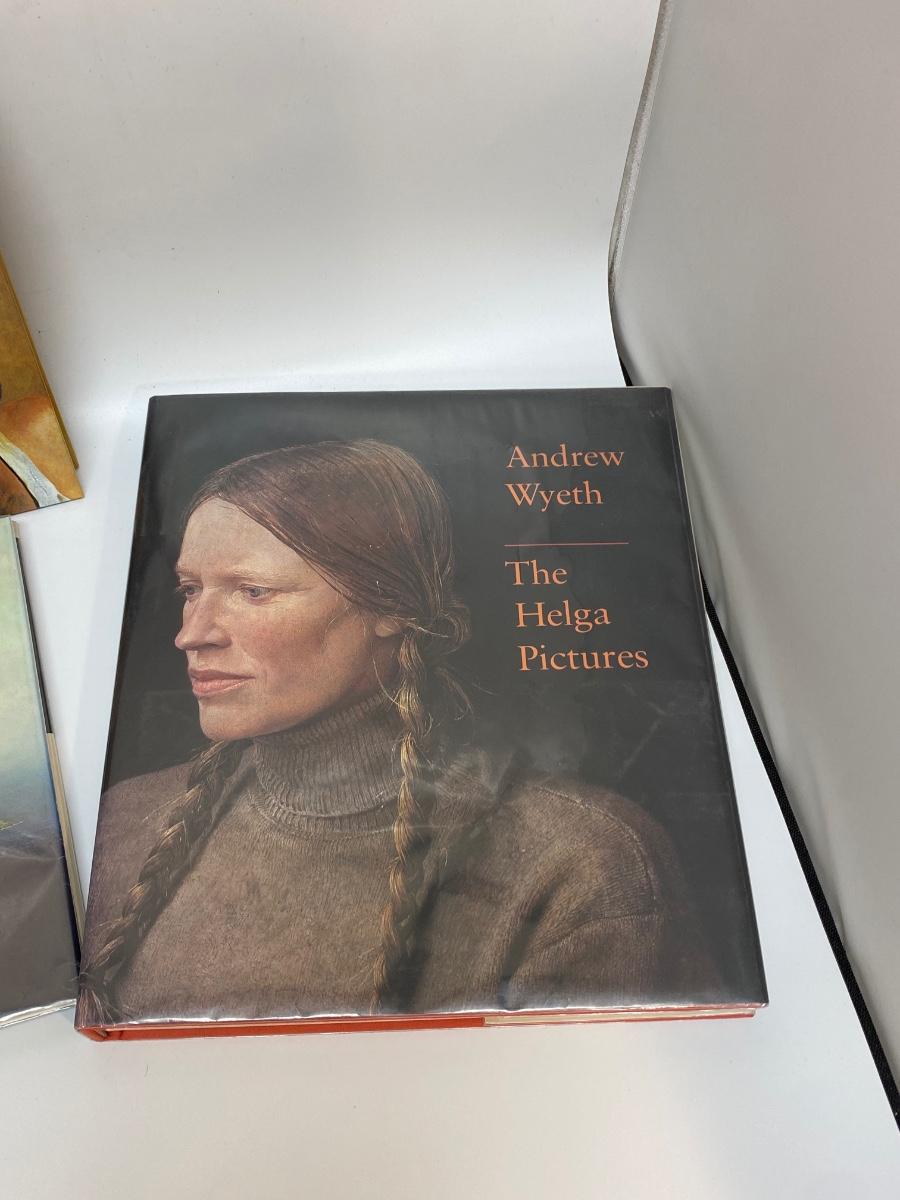 Andrew
Wyeth
The
Helga
Pictures